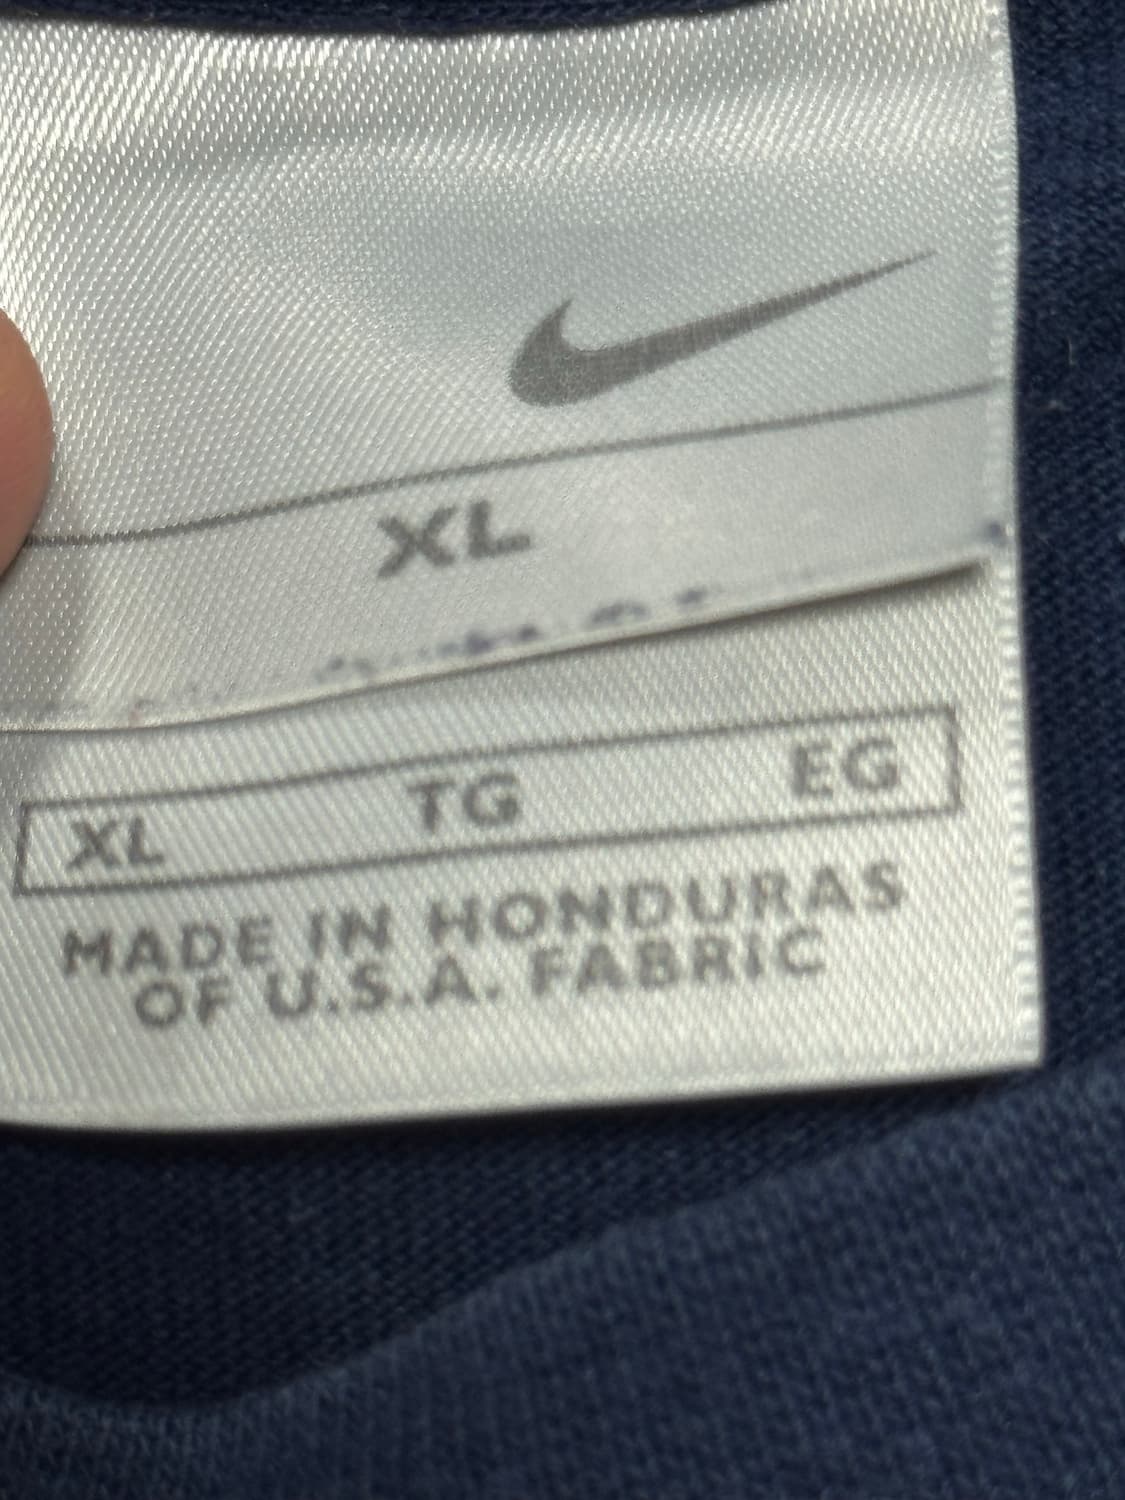 XL
XL TG EG
MADE IN HONDURAS
OF U.S.A. FABRIC